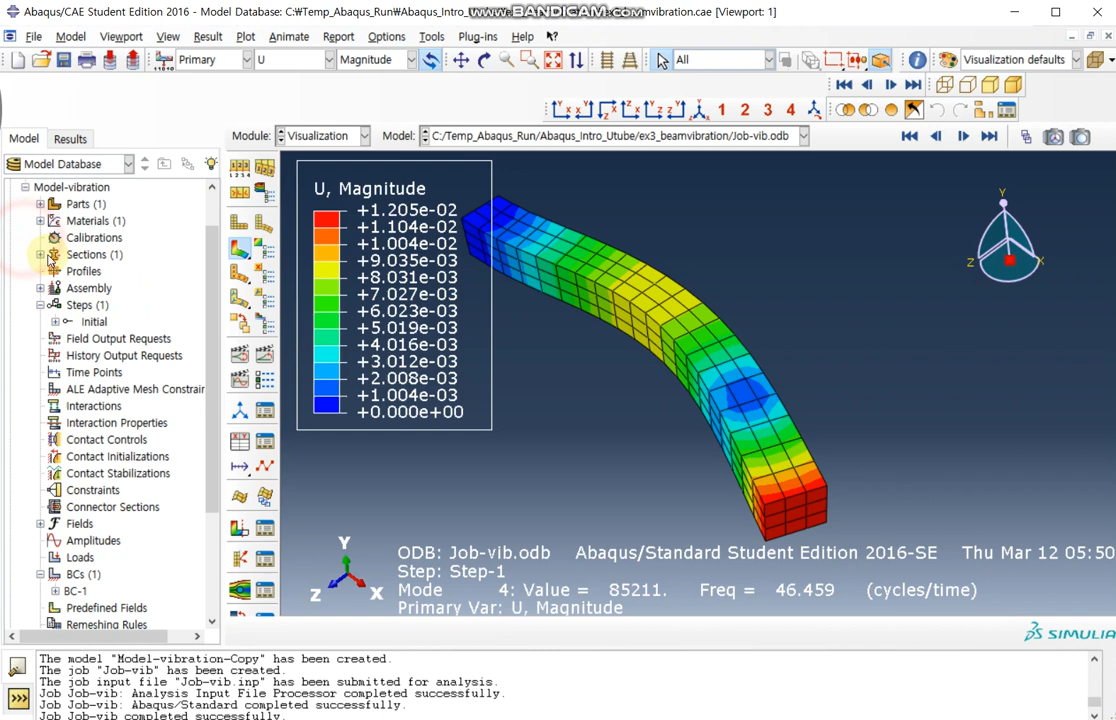 Abaqus/CAE Student Edition 2016 - Model Database: C:₩Temp_Abaqus_Run₩Abaqus_Intro_U
amvibration.cae [Viewport: 1]
www.BANDICAM.com
File Model Viewport View Result Plot Animate Report Options Tools Plug-ins Help
Primary U Magnitude All Visualization defaults
1 2 3 4
Model Results
Module: Visualization Model: C:/Temp_Abaqus_Run/Abaqus_Intro_Utube/ex3_beamvibration/Job-vib.odb
Model Database
Model-vibration
Parts (1)
Materials (1)
Calibrations
Sections (1)
Profiles
Assembly
Steps (1)
Initial
Field Output Requests
History Output Requests
Time Points
ALE Adaptive Mesh Constrain
Interactions
Interaction Properties
Contact Controls
Contact Initializations
Contact Stabilizations
Constraints
Connector Sections
Fields
Amplitudes
Loads
BCs (1)
BC-1
Predefined Fields
Remeshing Rules
U, Magnitude
+1.205e-02
+1.104e-02
+1.004e-02
+9.035e-03
+8.031e-03
+7.027e-03
+6.023e-03
+5.019e-03
+4.016e-03
+3.012e-03
+2.008e-03
+1.004e-03
+0.000e+00
Y
Z X
Y
Z X
ODB: Job-vib.odb Abaqus/Standard Student Edition 2016-SE Thu Mar 12 05:50
Step: Step-1
Mode 4: Value = 85211. Freq = 46.459 (cycles/time)
Primary Var: U, Magnitude
SIMULIA
The model "Model-vibration-Copy" has been created.
The job "Job-vib" has been created.
The job input file "Job-vib.inp" has been submitted for analysis.
Job Job-vib: Analysis Input File Processor completed successfully.
Job Job-vib: Abaqus/Standard completed successfully.
Job Job-vib completed successfully.